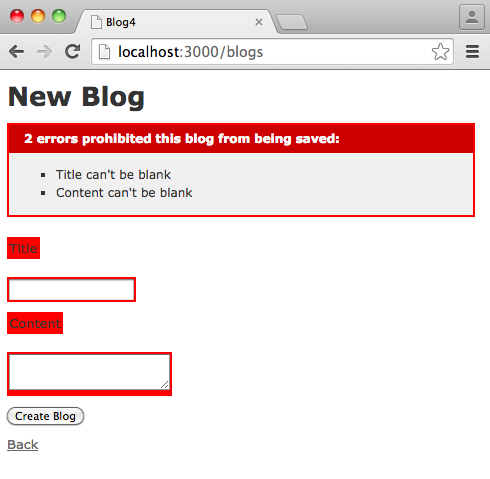 Blog4
localhost:3000/blogs
New Blog
2 errors prohibited this blog from being saved:
Title can't be blank
Content can't be blank
Title
Content
Create Blog
Back